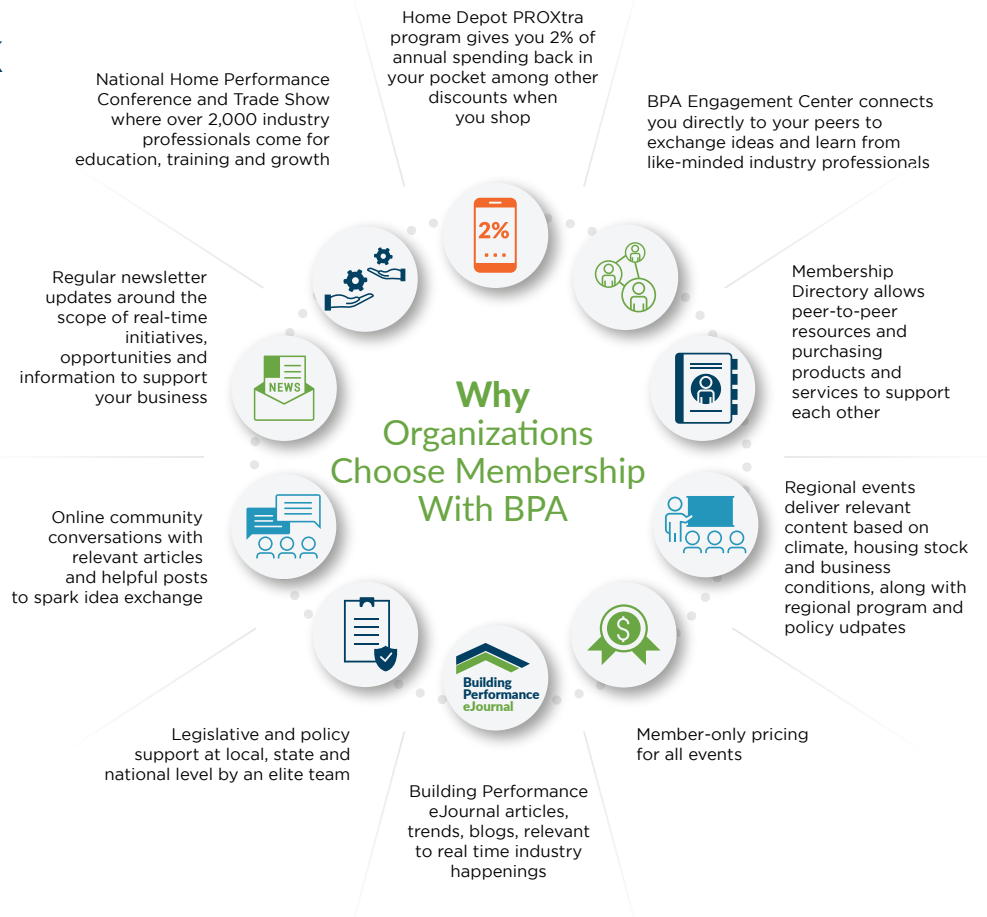 Home Depot PROXtra
program gives you 2% of
annual spending back in
your pocket among other
discounts when
you shop
National Home Performance
Conference and Trade Show
where over 2,000 industry
professionals come for
education, training and growth
BPA Engagement Center connects
you directly to your peers to
exchange ideas and learn from
like-minded industry professionals
2%
Regular newsletter
updates around the
scope of real-time
initiatives,
opportunities and
information to support
your business
NEWS
Membership
Directory allows
peer-to-peer
resources and
purchasing
products and
services to support
each other
Why
Organizations
Choose Membership
With BPA
Online community
conversations with
relevant articles
and helpful posts
to spark idea exchange
Regional events
deliver relevant
content based on
climate, housing stock
and business
conditions, along with
regional program and
policy udpates
$
Building
Performance
eJournal
Legislative and policy
support at local, state and
national level by an elite team
Building Performance
eJournal articles,
trends, blogs, relevant
to real time industry
happenings
Member-only pricing
for all events